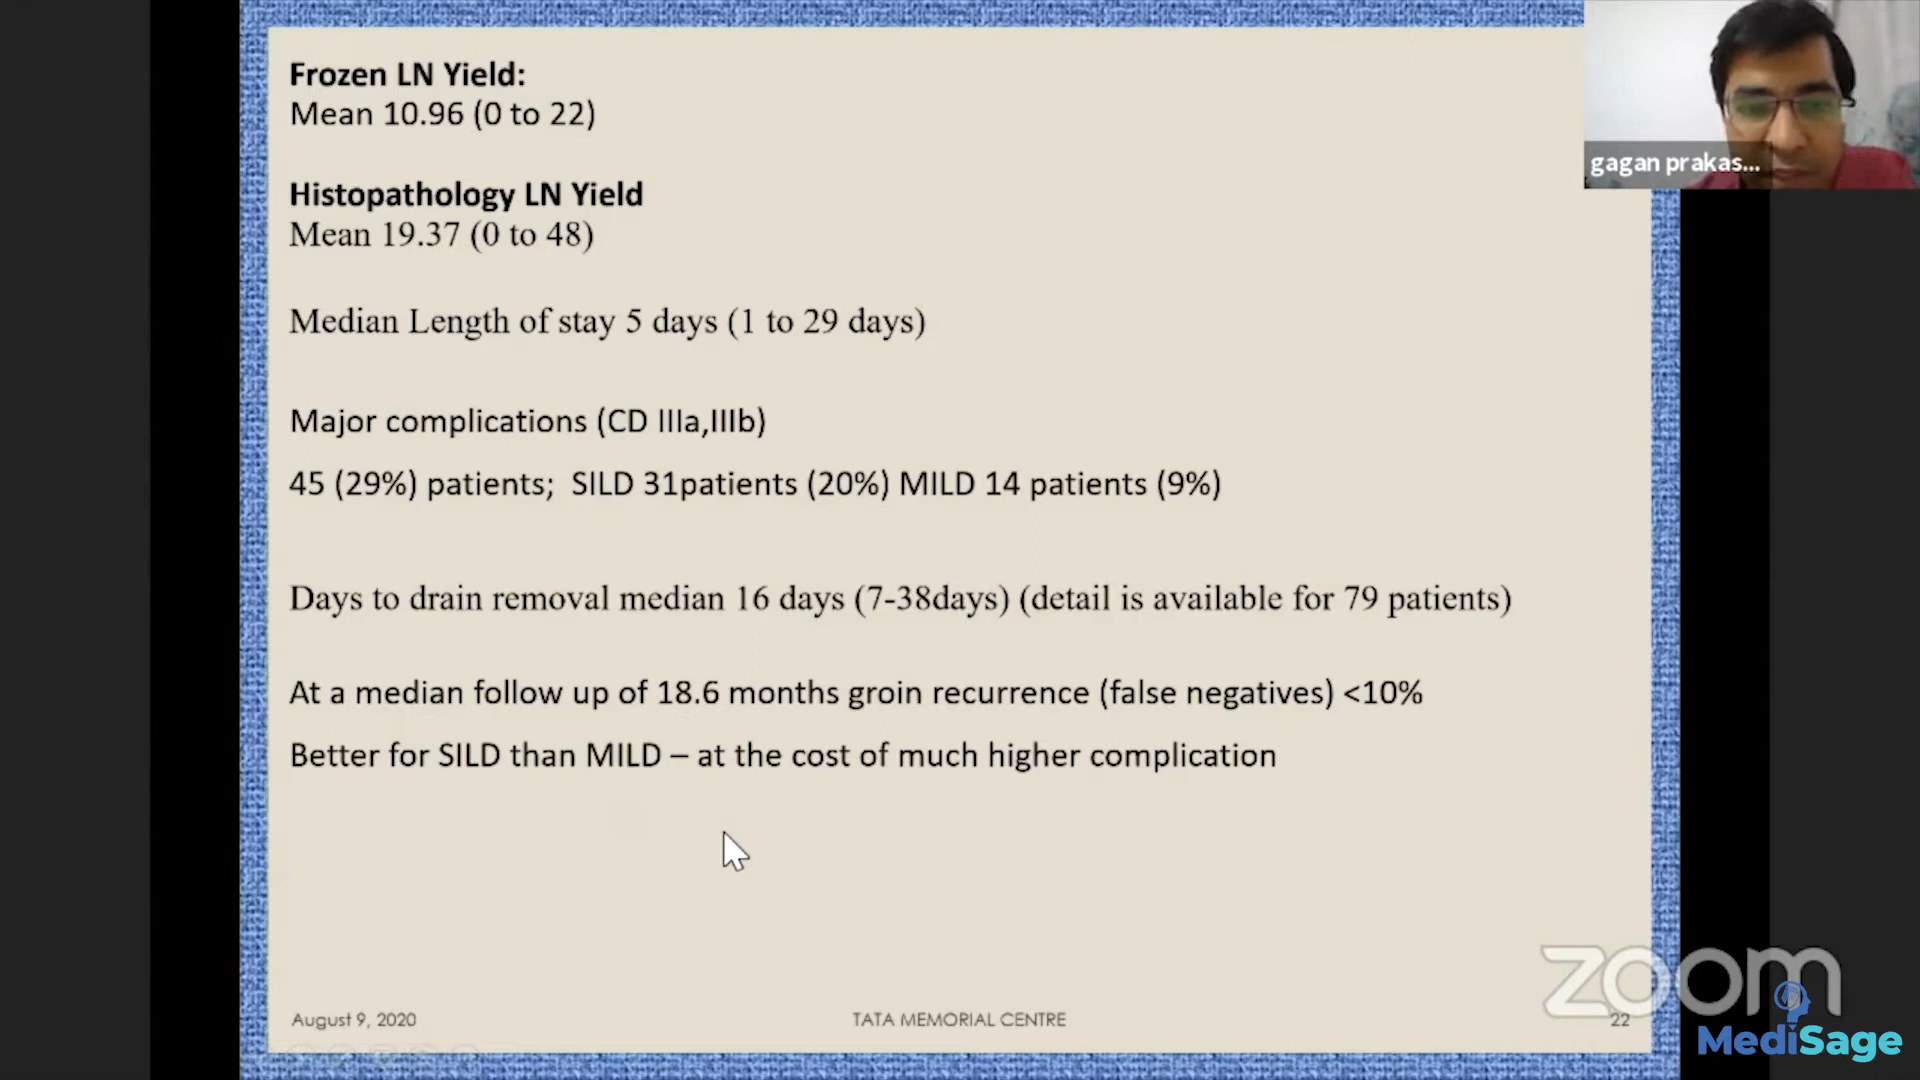 Frozen LN Yield:
Mean 10.96 (0 to 22)
Histopathology LN Yield
Mean 19.37 (0 to 48)
Median Length of stay 5 days (1 to 29 days)
Major complications (CD IIIa,IIIb)
45 (29%) patients;  SILD 31patients (20%) MILD 14 patients (9%)
Days to drain removal median 16 days (7-38days) (detail is available for 79 patients)
At a median follow up of 18.6 months groin recurrence (false negatives) <10%
Better for SILD than MILD – at the cost of much higher complication
August 9, 2020
TATA MEMORIAL CENTRE
22
gagan prakas...
zoom
MediSage